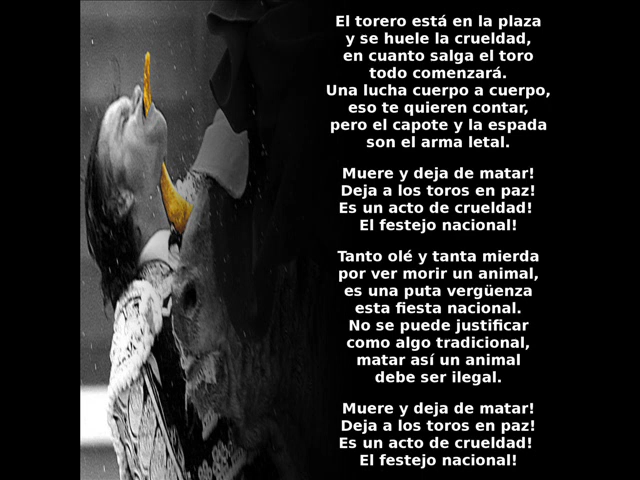 El torero está en la plaza
y se huele la crueldad,
en cuanto salga el toro
todo comenzará.
Una lucha cuerpo a cuerpo,
eso te quieren contar,
pero el capote y la espada
son el arma letal.
Muere y deja de matar!
Deja a los toros en paz!
Es un acto de crueldad!
El festejo nacional!
Tanto olé y tanta mierda
por ver morir un animal,
es una puta vergüenza
esta fiesta nacional.
No se puede justificar
como algo tradicional,
matar así un animal
debe ser ilegal.
Muere y deja de matar!
Deja a los toros en paz!
Es un acto de crueldad!
El festejo nacional!